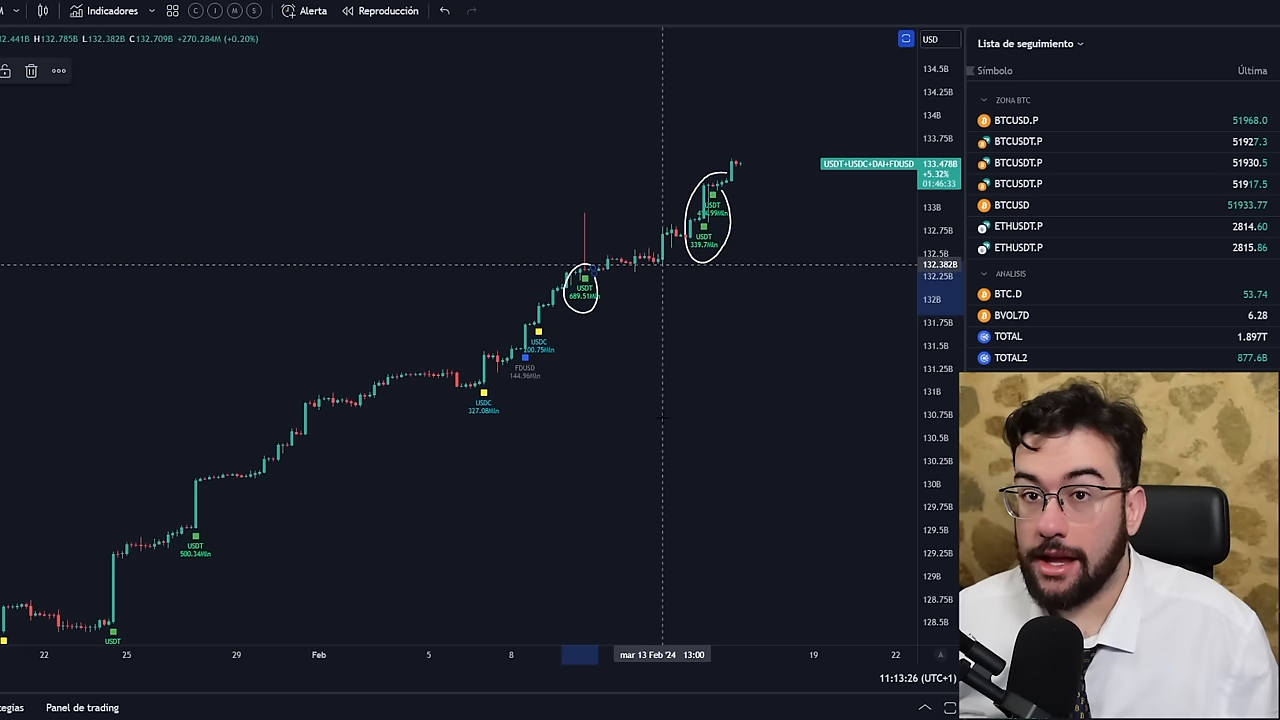 M Indicadores C I M S Alerta Reproducción
32.441B H132.785B L132.382B C132.709B +270.284M (+0.20%)
USD
Lista de seguimiento
Símbolo Última
ZONA BTC
BTCUSD.P 51968.0
BTCUSDT.P 51927.3
BTCUSDT.P 51930.5
BTCUSDT.P 51917.5
BTCUSD 51933.77
ETHUSDT.P 2814.60
ETHUSDT.P 2815.86
ANALISIS
BTC.D 53.74
BVOL7D 6.28
TOTAL 1.897T
TOTAL2 877.6B
134.5B
134.25B
134B
133.75B
USDT+USDC+DAI+FDUSD 133.478B
+5.32%
01:46:33
133B
132.75B
132.5B
132.382B
132.25B
132B
131.75B
131.5B
131.25B
131B
130.75B
130.5B
130.25B
130B
129.75B
129.5B
129.25B
129B
128.75B
128.5B
USDT
USDT
339.7Mln
USDT
689.51Mln
USDC
200.75Mln
FDUSD
144.96Mln
USDC
327.08Mln
USDT
500.34Mln
USDT
22 25 29 Feb 5 8 mar 13 Feb '24 13:00 19 22 A
11:13:26 (UTC+1)
tegias Panel de trading